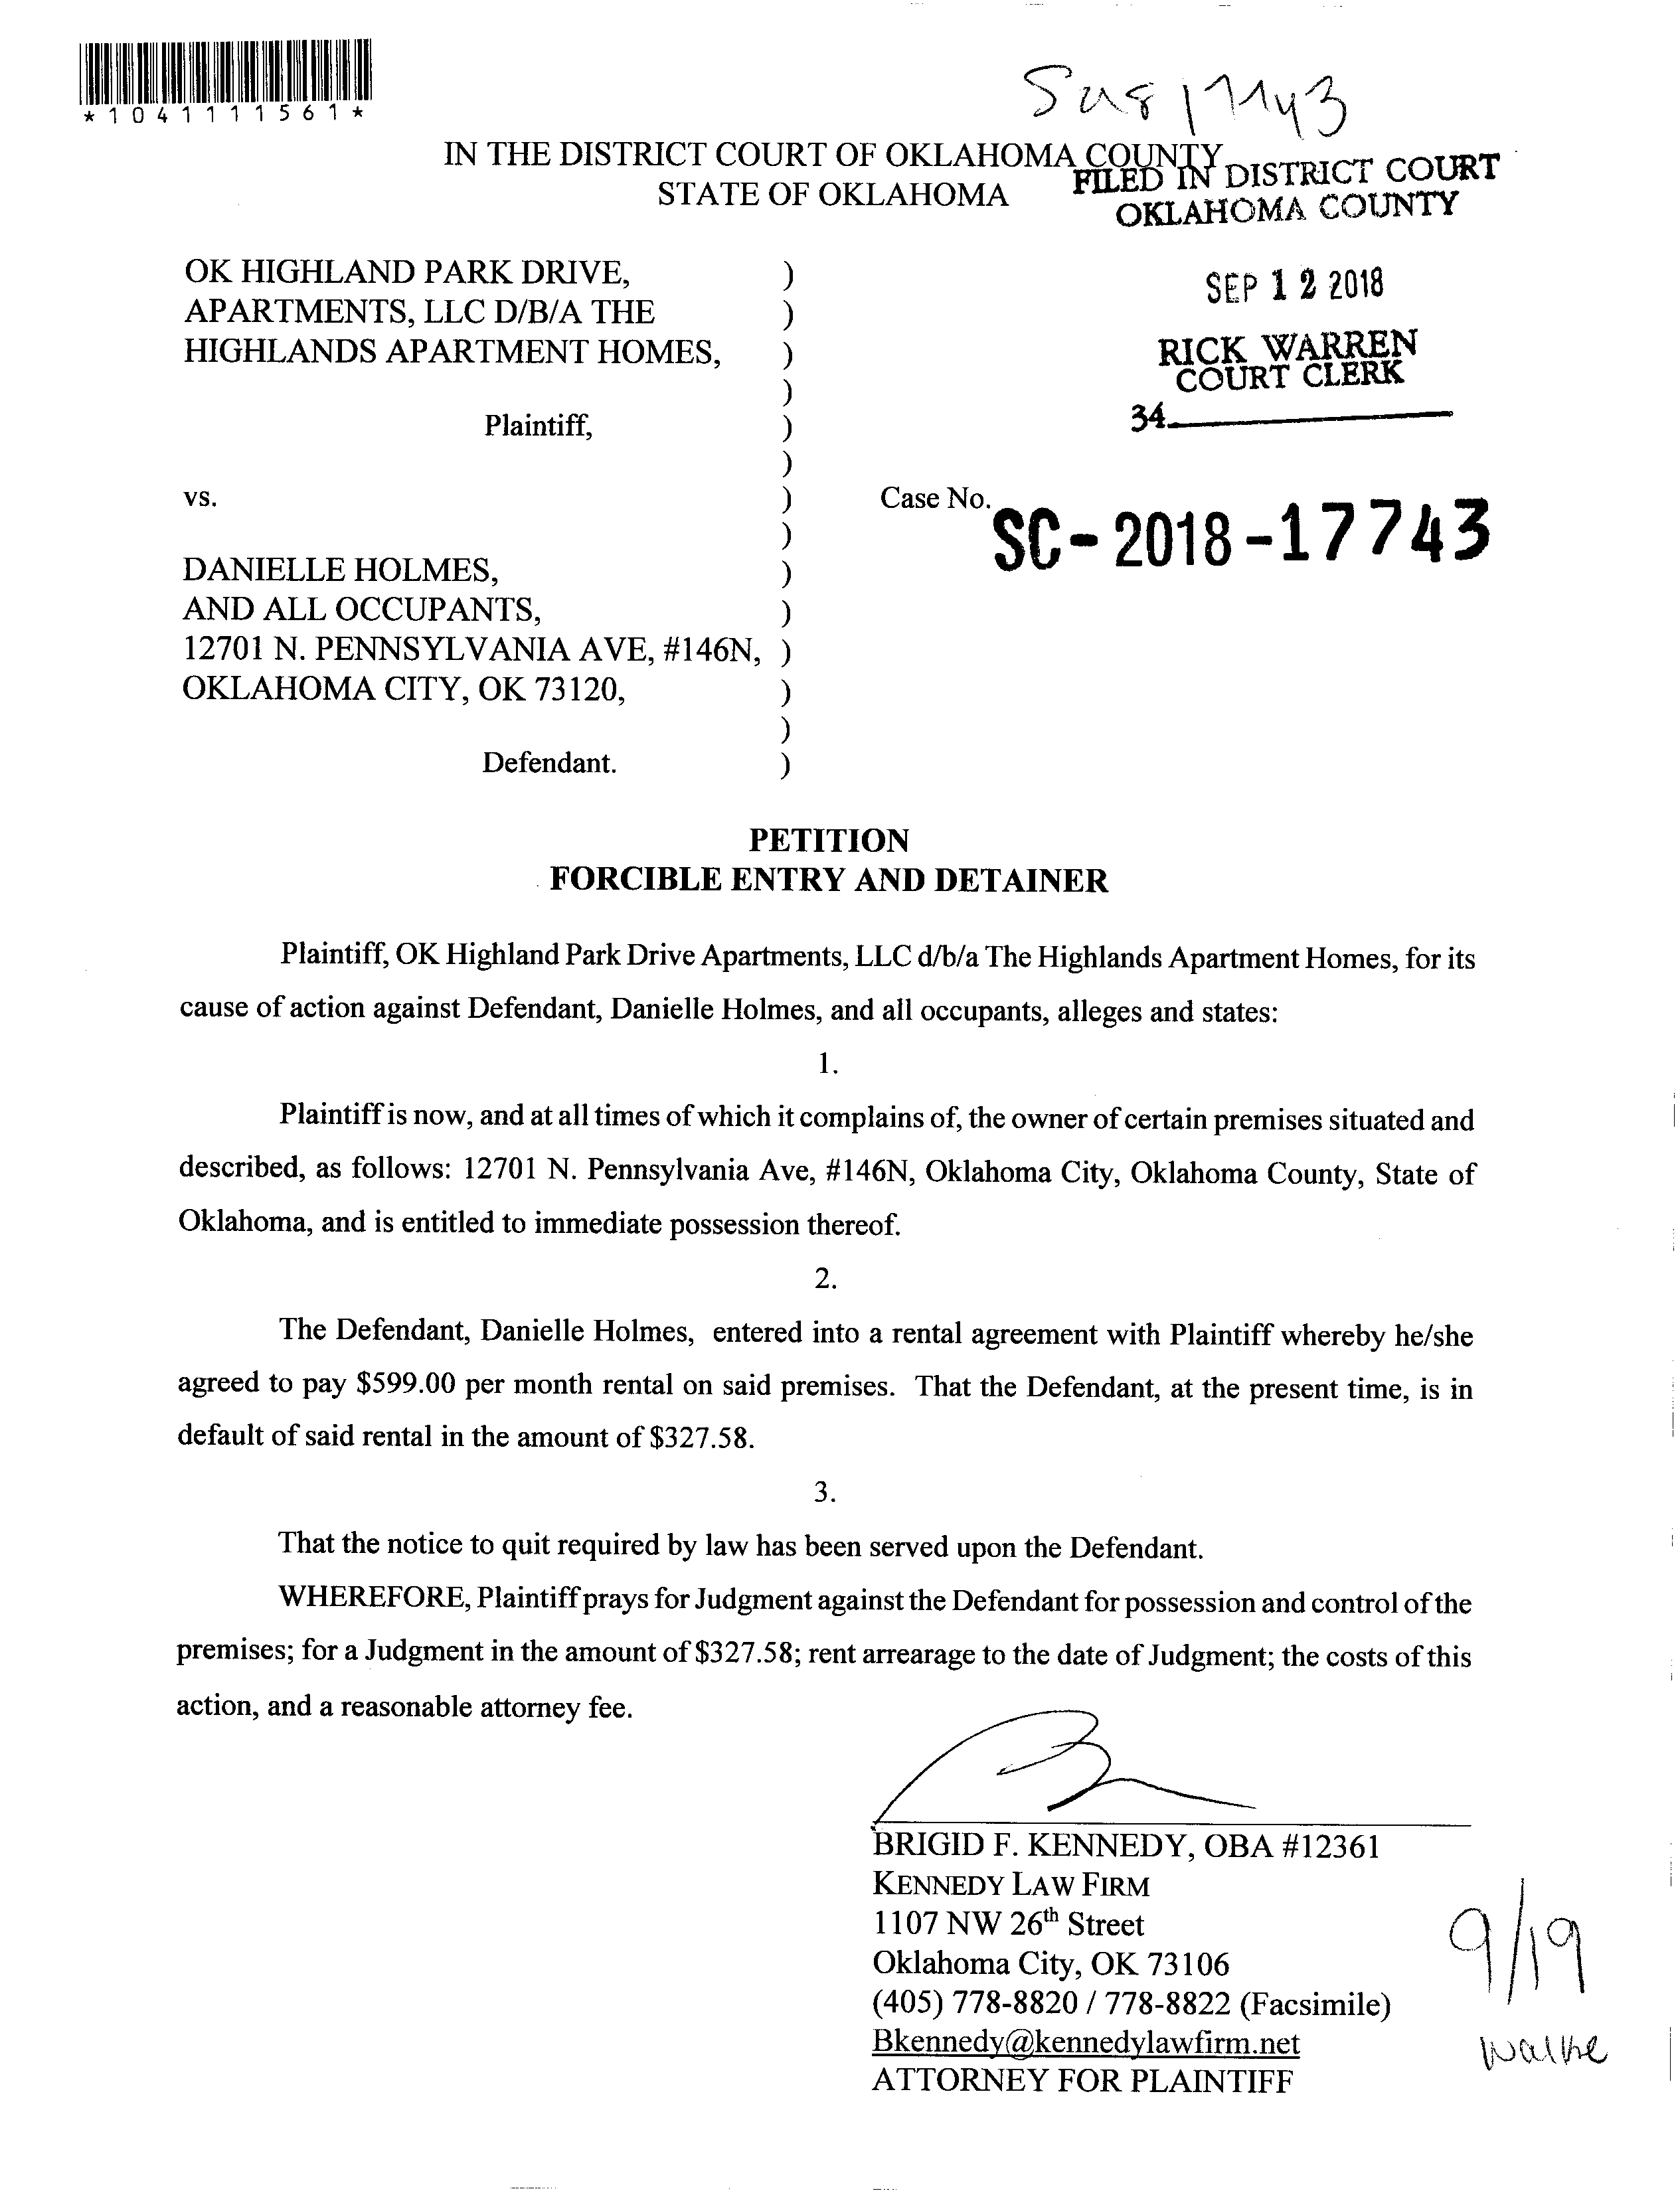 *1041111561*
IN THE DISTRICT COURT OF OKLAHOMA COUNTY
STATE OF OKLAHOMA
FILED IN DISTRICT COURT
OKLAHOMA COUNTY
SEP 12 2018
RICK WARREN
COURT CLERK
34
OK HIGHLAND PARK DRIVE, )
APARTMENTS, LLC D/B/A THE )
HIGHLANDS APARTMENT HOMES, )
)
Plaintiff, )
)
vs. ) Case No. SC-2018-17743
)
DANIELLE HOLMES, )
AND ALL OCCUPANTS, )
12701 N. PENNSYLVANIA AVE, #146N, )
OKLAHOMA CITY, OK 73120, )
)
Defendant. )
PETITION
FORCIBLE ENTRY AND DETAINER
Plaintiff, OK Highland Park Drive Apartments, LLC d/b/a The Highlands Apartment Homes, for its
cause of action against Defendant, Danielle Holmes, and all occupants, alleges and states:
1.
Plaintiff is now, and at all times of which it complains of, the owner of certain premises situated and
described, as follows: 12701 N. Pennsylvania Ave, #146N, Oklahoma City, Oklahoma County, State of
Oklahoma, and is entitled to immediate possession thereof.
2.
The Defendant, Danielle Holmes, entered into a rental agreement with Plaintiff whereby he/she
agreed to pay $599.00 per month rental on said premises. That the Defendant, at the present time, is in
default of said rental in the amount of $327.58.
3.
That the notice to quit required by law has been served upon the Defendant.
WHEREFORE, Plaintiff prays for Judgment against the Defendant for possession and control of the
premises; for a Judgment in the amount of $327.58; rent arrearage to the date of Judgment; the costs of this
action, and a reasonable attorney fee.
BRIGID F. KENNEDY, OBA #12361
KENNEDY LAW FIRM
1107 NW 26th Street
Oklahoma City, OK 73106
(405) 778-8820 / 778-8822 (Facsimile)
Bkennedy@kennedylawfirm.net
ATTORNEY FOR PLAINTIFF
9/19